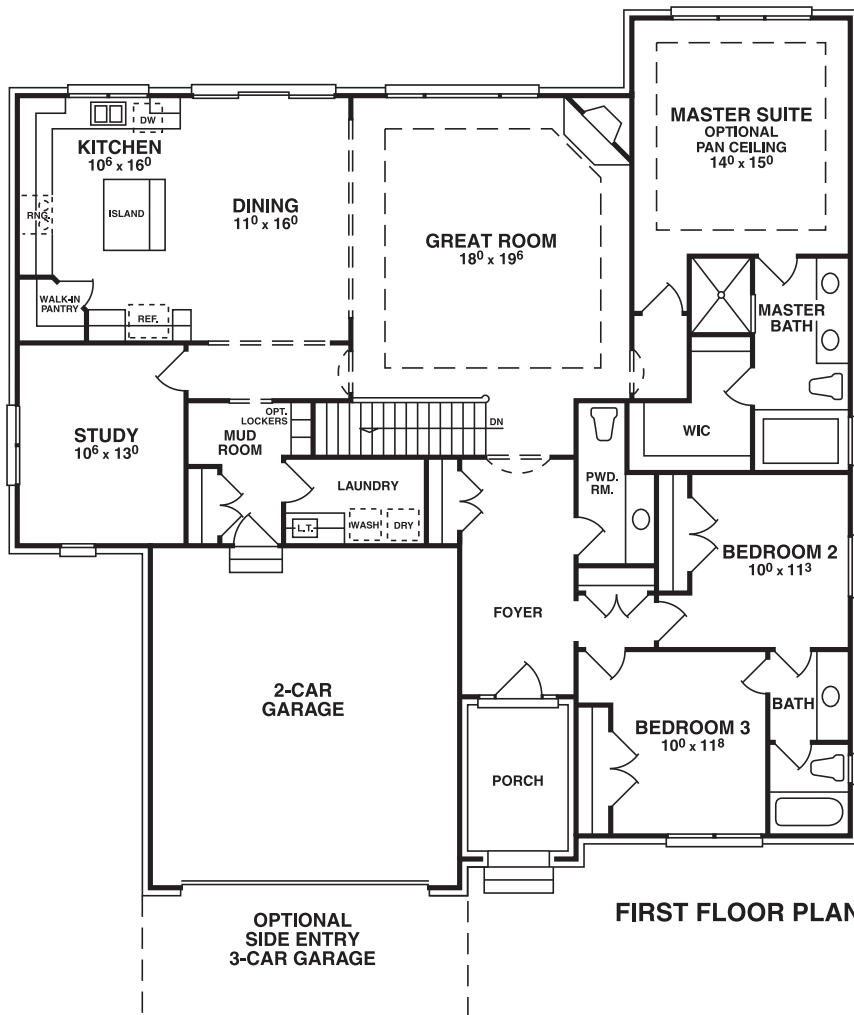 MASTER SUITE
OPTIONAL
PAN CEILING
14⁰ x 15⁰
DW
KITCHEN
10⁶ x 16⁰
ISLAND
RNG.
DINING
11⁰ x 16⁰
GREAT ROOM
18⁰ x 19⁶
WALK-IN
PANTRY
REF.
MASTER
BATH
STUDY
10⁶ x 13⁰
OPT.
LOCKERS
MUD
ROOM
DN
WIC
LAUNDRY
L.T.
WASH
DRY
PWD.
RM.
BEDROOM 2
10⁰ x 11³
FOYER
2-CAR
GARAGE
BATH
BEDROOM 3
10⁰ x 11⁸
PORCH
FIRST FLOOR PLAN
OPTIONAL
SIDE ENTRY
3-CAR GARAGE